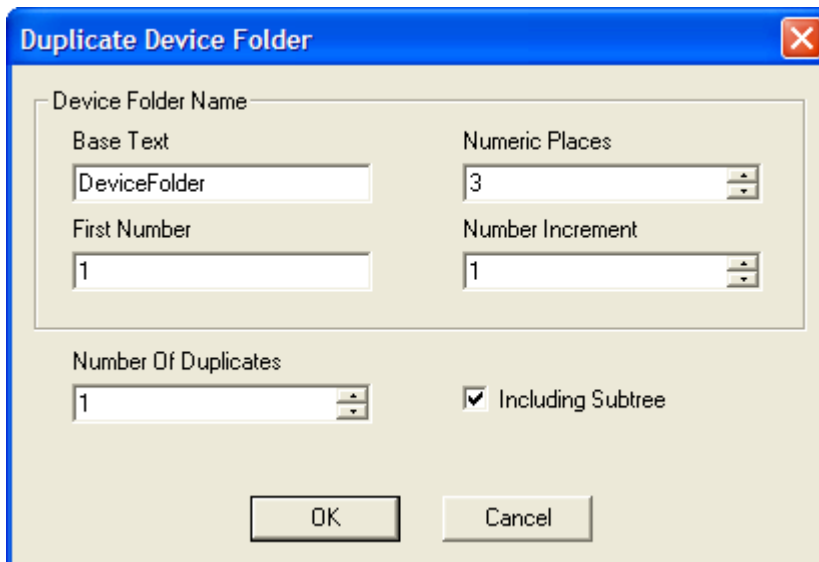 Duplicate Device Folder
Device Folder Name
Base Text
Numeric Places
DeviceFolder
3
First Number
Number Increment
1
1
Number Of Duplicates
1
Including Subtree
OK
Cancel